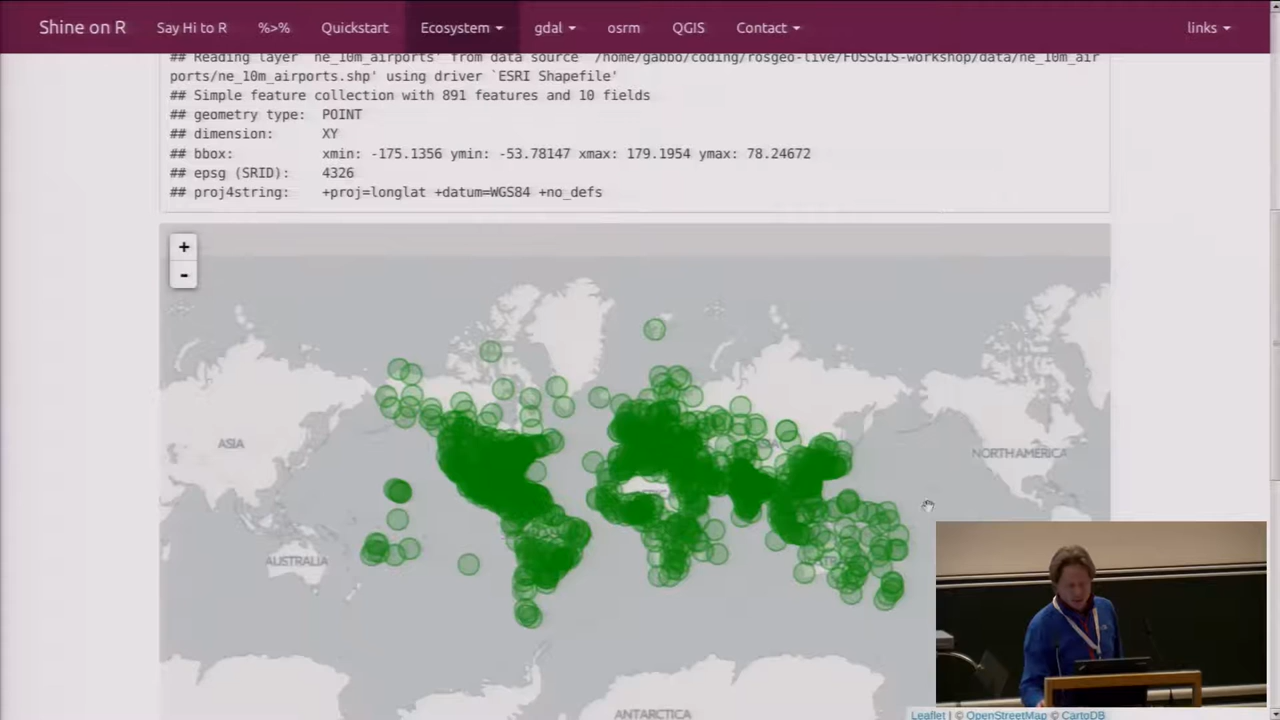 Shine on R Say Hi to R %>% Quickstart Ecosystem gdal osrm QGIS Contact links
## Reading layer `ne_10m_airports' from data source `/home/gabbo/coding/rosgeo-live/FOSSGIS-workshop/data/ne_10m_air
ports/ne_10m_airports.shp' using driver `ESRI Shapefile'
## Simple feature collection with 891 features and 10 fields
## geometry type: POINT
## dimension: XY
## bbox: xmin: -175.1356 ymin: -53.78147 xmax: 179.1954 ymax: 78.24672
## epsg (SRID): 4326
## proj4string: +proj=longlat +datum=WGS84 +no_defs
+
-
ASIA
NORTH AMERICA
AUSTRALIA
ANTARCTICA
Leaflet | © OpenStreetMap © CartoDB